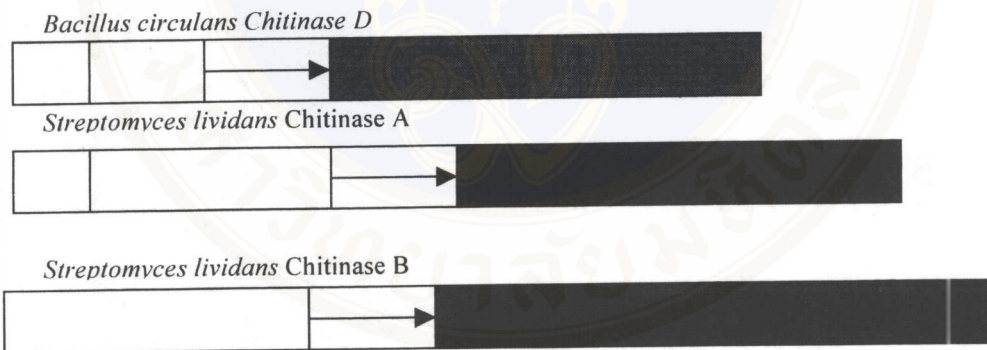 Bacillus circulans Chitinase D
Streptomyces lividans Chitinase A
Streptomyces lividans Chitinase B